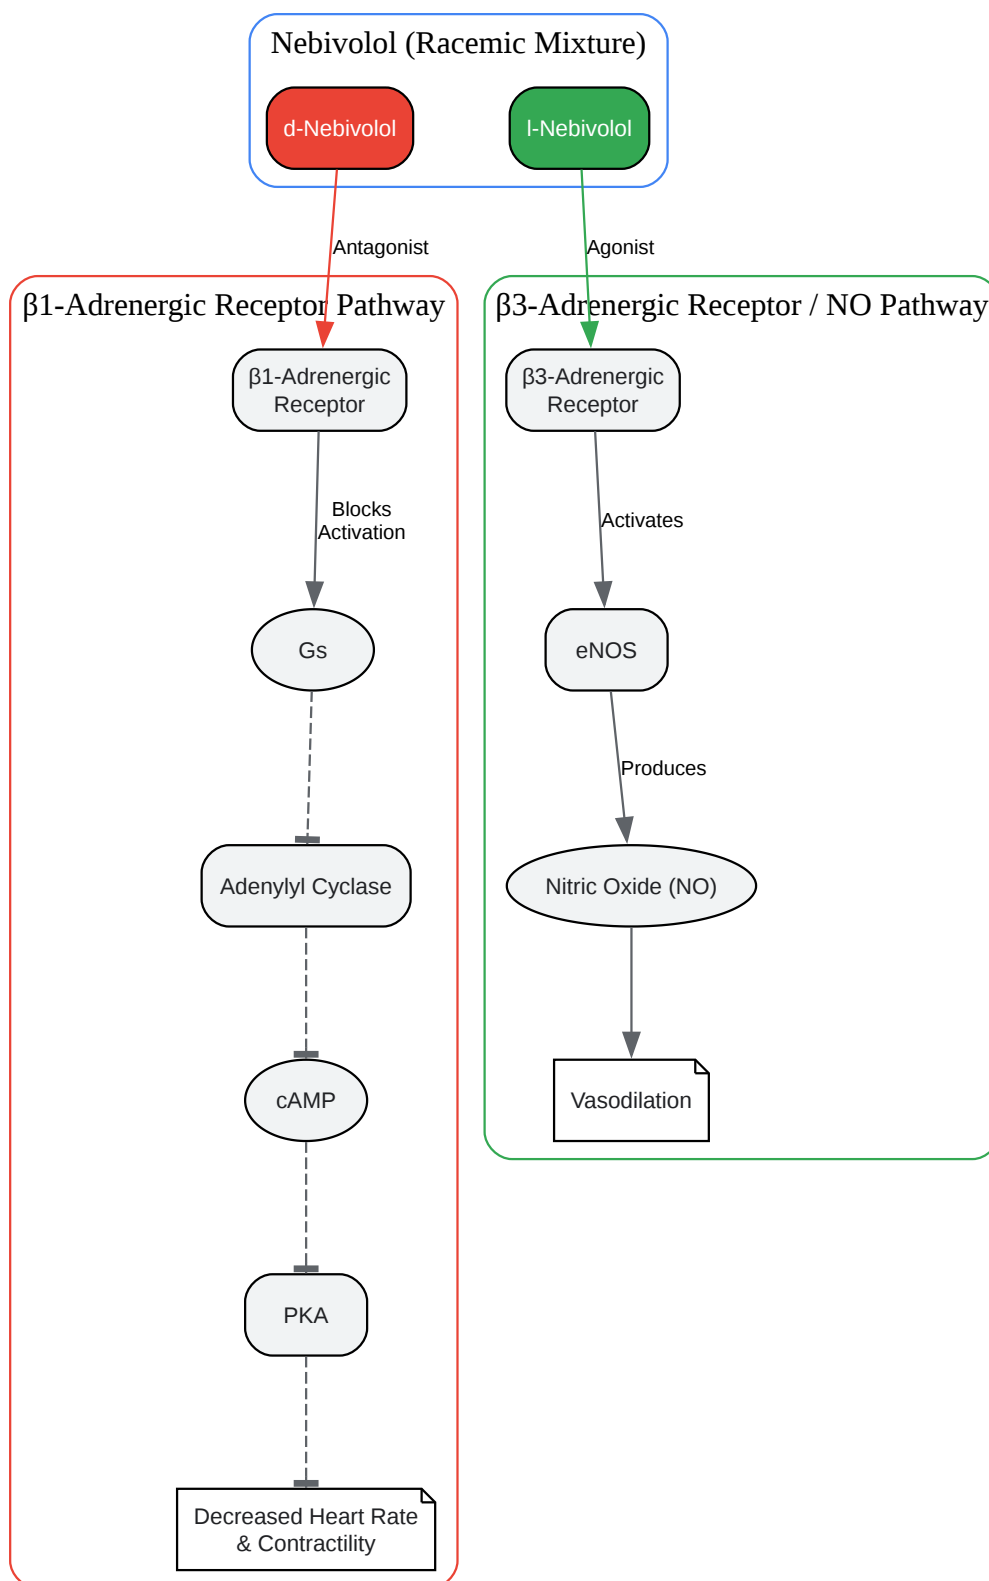 Nebivolol (Racemic Mixture)
d-Nebivolol
l-Nebivolol
Antagonist
Agonist
β1-Adrenergic Receptor Pathway
β3-Adrenergic Receptor / NO Pathway
β1-Adrenergic
Receptor
β3-Adrenergic
Receptor
Blocks
Activation
Activates
Gs
eNOS
Produces
Adenylyl Cyclase
Nitric Oxide (NO)
cAMP
Vasodilation
PKA
Decreased Heart Rate
& Contractility